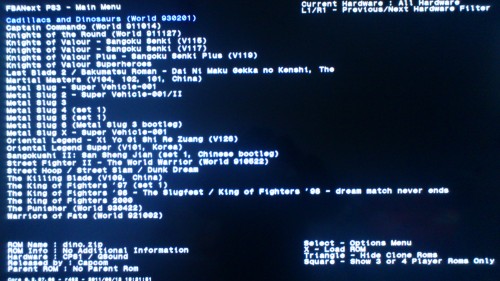 FBANext PS3 - Main Menu
Current Hardware : All Hardware
L1/R1 - Previous/Next Hardware Filter
Cadillacs and Dinosaurs (World 930201)
Captain Commando (World 911014)
Knights of the Round (World 911127)
Knights of Valour - Sangoku Senki (V115)
Knights of Valour - Sangoku Senki (V117)
Knights of Valour Plus - Sangoku Senki Plus (V119)
Knights of Valour Superheroes
Last Blade 2 / Bakumatsu Roman - Dai Ni Maku Gekka no Kenshi, The
Martial Masters (V104, 102, 101, China)
Metal Slug - Super Vehicle-001
Metal Slug 2 - Super Vehicle-001/II
Metal Slug 3
Metal Slug 4 (set 1)
Metal Slug 5 (set 1)
Metal Slug 6 (Metal Slug 3 bootleg)
Metal Slug X - Super Vehicle-001
Oriental Legend - Xi Yo Gi Shi Re Zuang (V126)
Oriental Legend Super (V101, Korea)
Sangokushi II: San Sheng Jian (set 1, Chinese bootleg)
Street Fighter II - The World Warrior (World 910522)
Street Hoop / Street Slam / Dunk Dream
The Killing Blade (V109, China)
The King of Fighters '97 (set 1)
The King of Fighters '98 - The Slugfest / King of Fighters '98 - dream match never ends
The King of Fighters 2000
The Punisher (World 930422)
Warriors of Fate (World 921002)
ROM Name : dino.zip
ROM Info : No Additional Information
Hardware : CPS1 / QSound
Released by : Capcom
Parent ROM : No Parent Rom
Select - Options Menu
X - Load ROM
Triangle - Hide Clone Roms
Square - Show 3 or 4 Player Roms Only